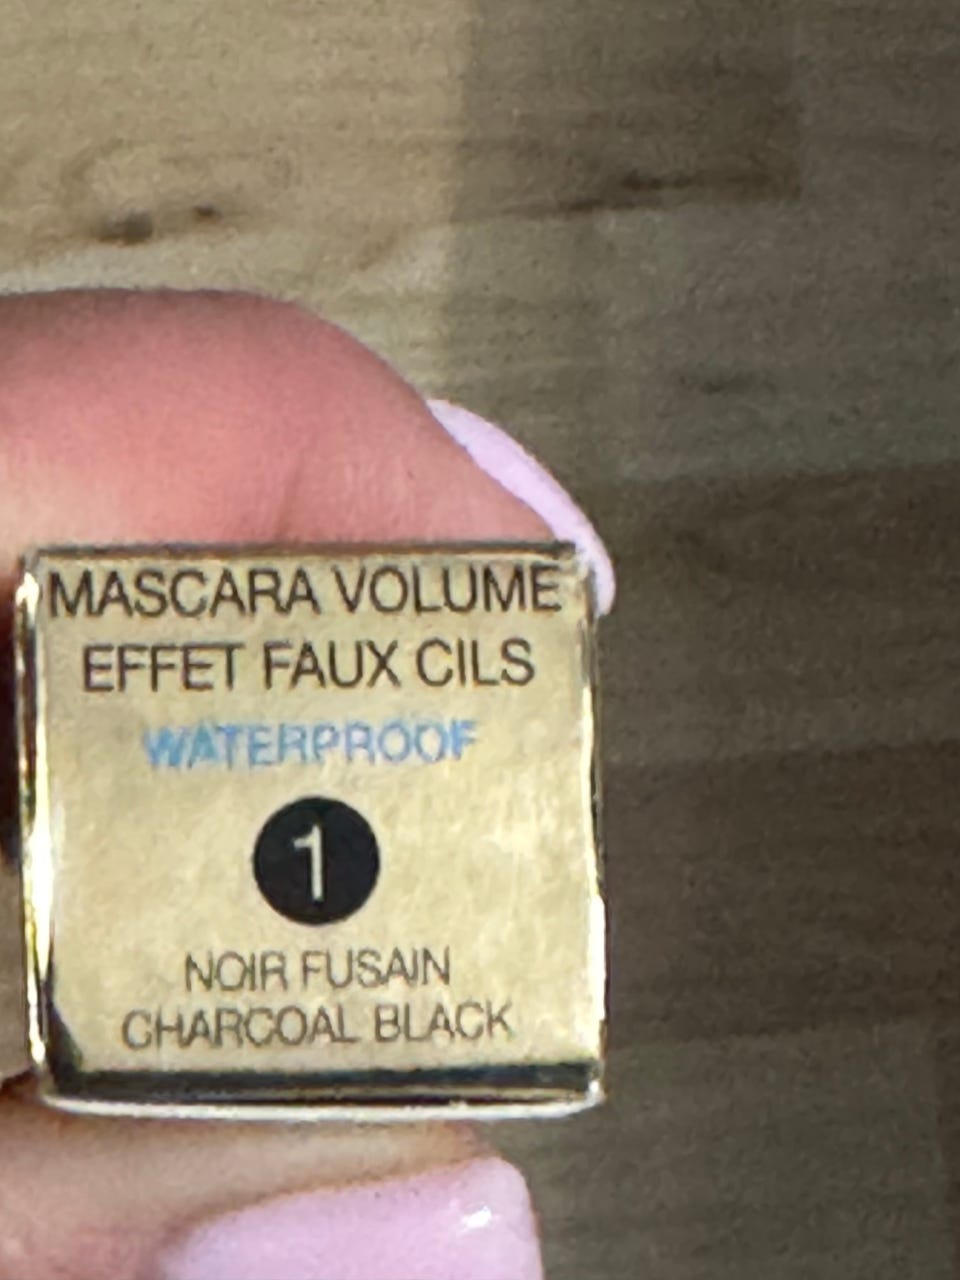 MASCARA VOLUME
EFFET FAUX CILS
WATERPROOF
1
NOIR FUSAIN
CHARCOAL BLACK